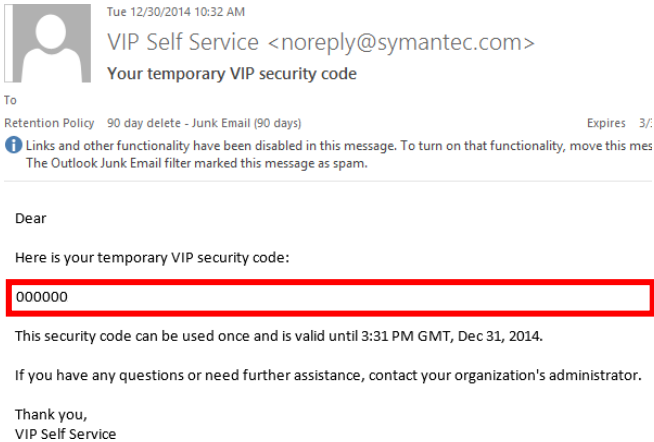 Tue 12/30/2014 10:32 AM
VIP Self Service <noreply@symantec.com>
Your temporary VIP security code
To
Retention Policy 90 day delete - Junk Email (90 days) Expires 3/
Links and other functionality have been disabled in this message. To turn on that functionality, move this mes
The Outlook Junk Email filter marked this message as spam.
Dear
Here is your temporary VIP security code:
000000
This security code can be used once and is valid until 3:31 PM GMT, Dec 31, 2014.
If you have any questions or need further assistance, contact your organization's administrator.
Thank you,
VIP Self Service